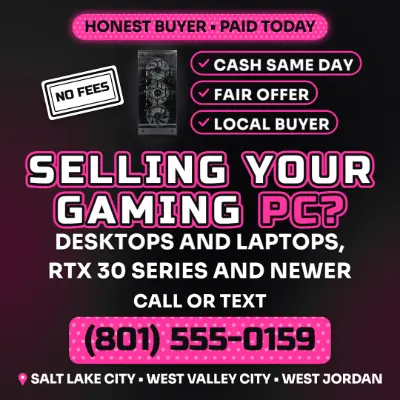 HONEST BUYER • PAID TODAY
NO FEES
CASH SAME DAY
FAIR OFFER
LOCAL BUYER
SELLING YOUR
GAMING PC?
DESKTOPS AND LAPTOPS,
RTX 30 SERIES AND NEWER
CALL OR TEXT
(801) 555-0159
SALT LAKE CITY • WEST VALLEY CITY • WEST JORDAN